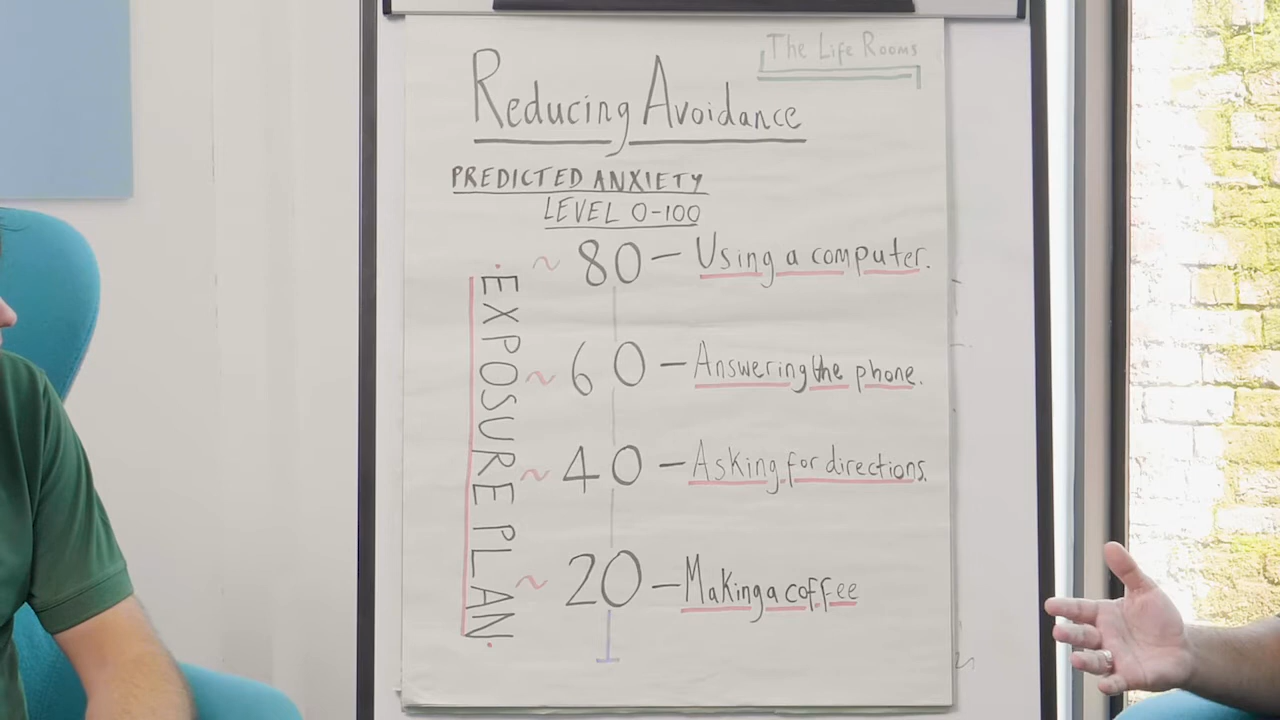 The Life Rooms
Reducing Avoidance
PREDICTED ANXIETY
LEVEL 0-100
~ 80 — Using a computer.
~ 60 — Answering the phone.
~ 40 — Asking for directions.
~ 20 — Making a coffee
.EXPOSURE PLAN.